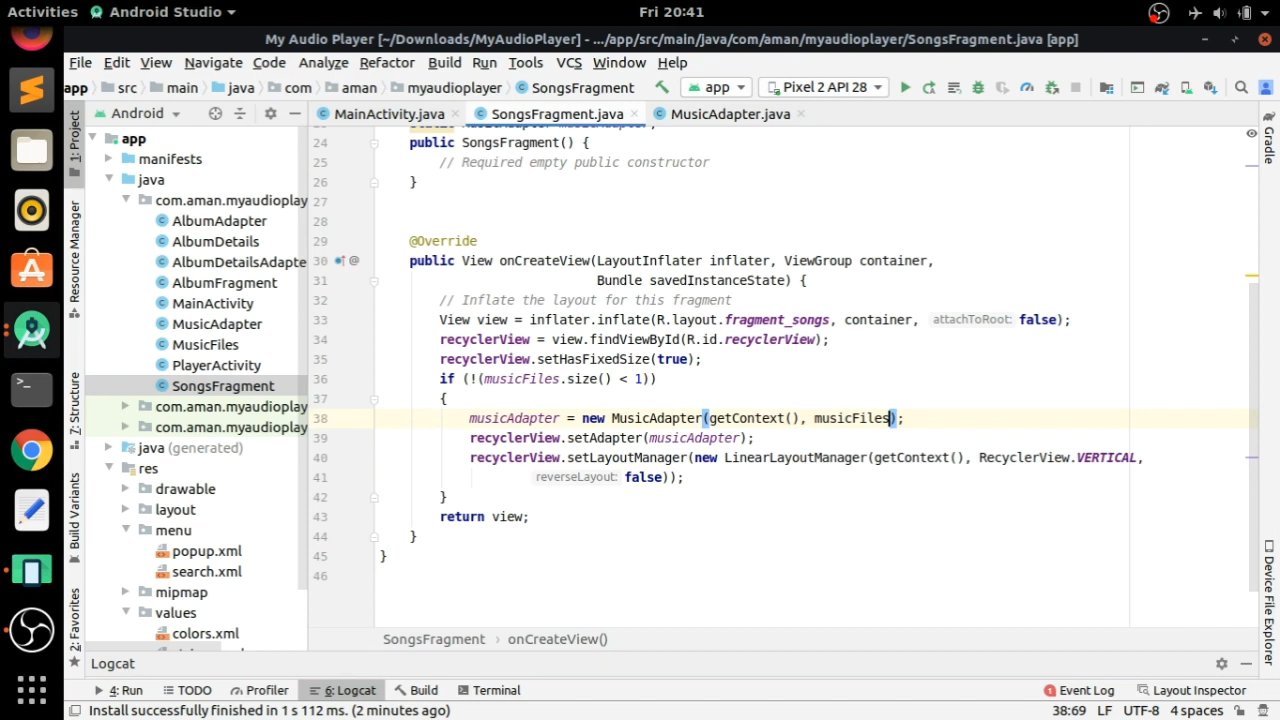 Activities
Android Studio
Fri 20:41
My Audio Player [~/Downloads/MyAudioPlayer] - .../app/src/main/java/com/aman/myaudioplayer/SongsFragment.java [app]
File Edit View Navigate Code Analyze Refactor Build Run Tools VCS Window Help
app src main java com aman myaudioplayer SongsFragment app Pixel 2 API 28
Android
MainActivity.java SongsFragment.java MusicAdapter.java
1: Project
Resource Manager
7: Structure
Build Variants
2: Favorites
app
manifests
java
com.aman.myaudioplay
AlbumAdapter
AlbumDetails
AlbumDetailsAdapte
AlbumFragment
MainActivity
MusicAdapter
MusicFiles
PlayerActivity
SongsFragment
com.aman.myaudioplay
com.aman.myaudioplay
java (generated)
res
drawable
layout
menu
popup.xml
search.xml
mipmap
values
colors.xml
24 public SongsFragment() {
25 // Required empty public constructor
26 }
27
28
29 @Override
30 @ public View onCreateView(LayoutInflater inflater, ViewGroup container,
31 Bundle savedInstanceState) {
32 // Inflate the layout for this fragment
33 View view = inflater.inflate(R.layout.fragment_songs, container, attachToRoot: false);
34 recyclerView = view.findViewById(R.id.recyclerView);
35 recyclerView.setHasFixedSize(true);
36 if (!(musicFiles.size() < 1))
37 {
38 musicAdapter = new MusicAdapter(getContext(), musicFiles);
39 recyclerView.setAdapter(musicAdapter);
40 recyclerView.setLayoutManager(new LinearLayoutManager(getContext(), RecyclerView.VERTICAL,
41 reverseLayout: false));
42 }
43 return view;
44 }
45 }
46
Gradle
Device File Explorer
SongsFragment onCreateView()
Logcat
4: Run TODO Profiler 6: Logcat Build Terminal 1 Event Log Layout Inspector
Install successfully finished in 1 s 112 ms. (2 minutes ago) 38:69 LF UTF-8 4 spaces